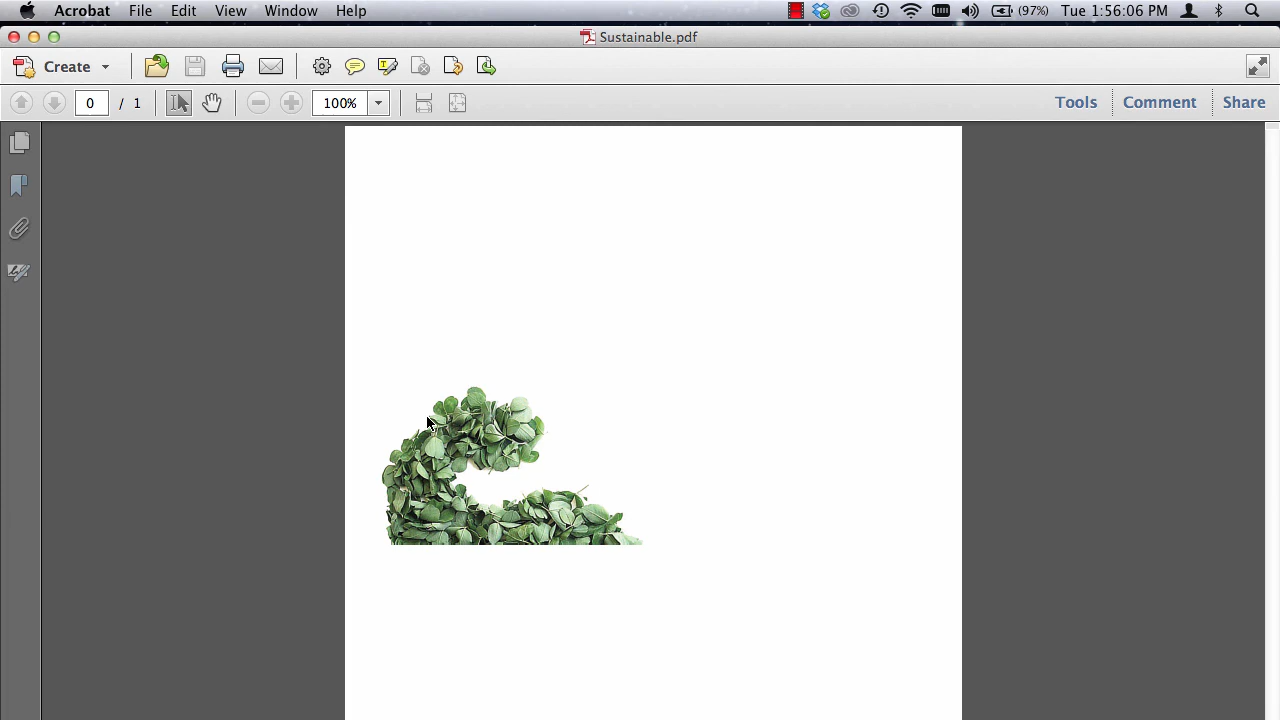 Acrobat File Edit View Window Help (97%) Tue 1:56:06 PM
Sustainable.pdf
Create
0 / 1 100% Tools Comment Share